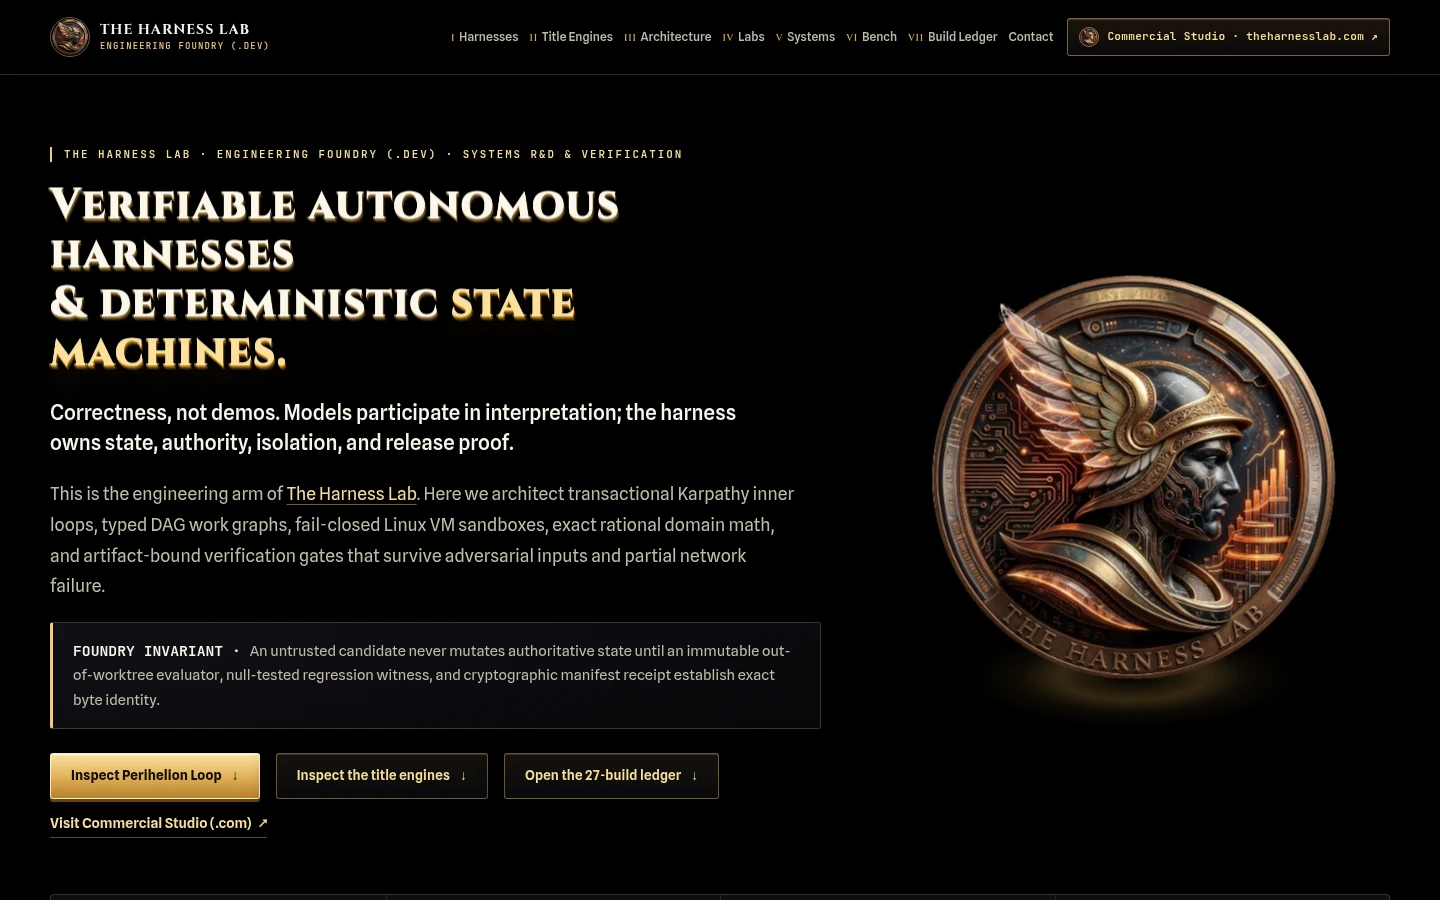 THE HARNESS LAB
ENGINEERING FOUNDRY (.DEV)
I Harnesses II Title Engines III Architecture IV Labs V Systems VI Bench VII Build Ledger Contact
Commercial Studio · theharnesslab.com ↗
THE HARNESS LAB · ENGINEERING FOUNDRY (.DEV) · SYSTEMS R&D & VERIFICATION
VERIFIABLE AUTONOMOUS
HARNESSES
& DETERMINISTIC STATE
MACHINES.
Correctness, not demos. Models participate in interpretation; the harness
owns state, authority, isolation, and release proof.
This is the engineering arm of The Harness Lab. Here we architect transactional Karpathy inner
loops, typed DAG work graphs, fail-closed Linux VM sandboxes, exact rational domain math,
and artifact-bound verification gates that survive adversarial inputs and partial network
failure.
FOUNDRY INVARIANT · An untrusted candidate never mutates authoritative state until an immutable out-
of-worktree evaluator, null-tested regression witness, and cryptographic manifest receipt establish exact
byte identity.
Inspect Perihelion Loop ↓
Inspect the title engines ↓
Open the 27-build ledger ↓
Visit Commercial Studio (.com) ↗
THE HARNESS LAB